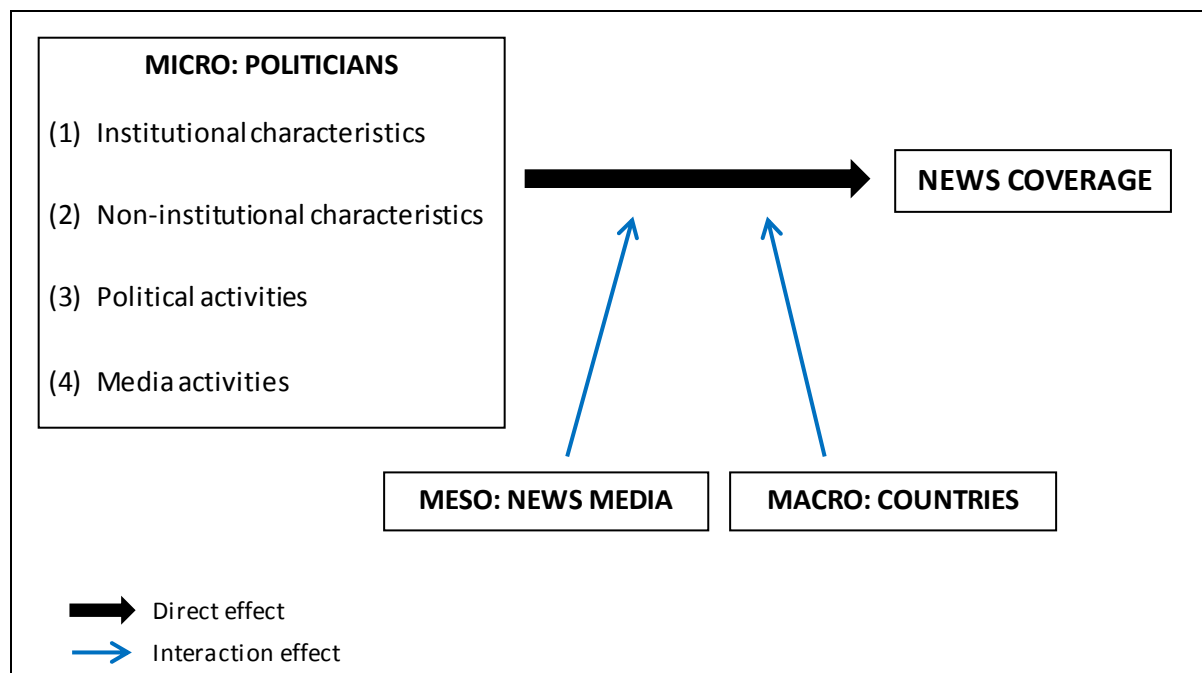 MICRO: POLITICIANS
(1) Institutional characteristics
(2) Non-institutional characteristics
(3) Political activities
(4) Media activities
NEWS COVERAGE
MESO: NEWS MEDIA
MACRO: COUNTRIES
Direct effect
Interaction effect